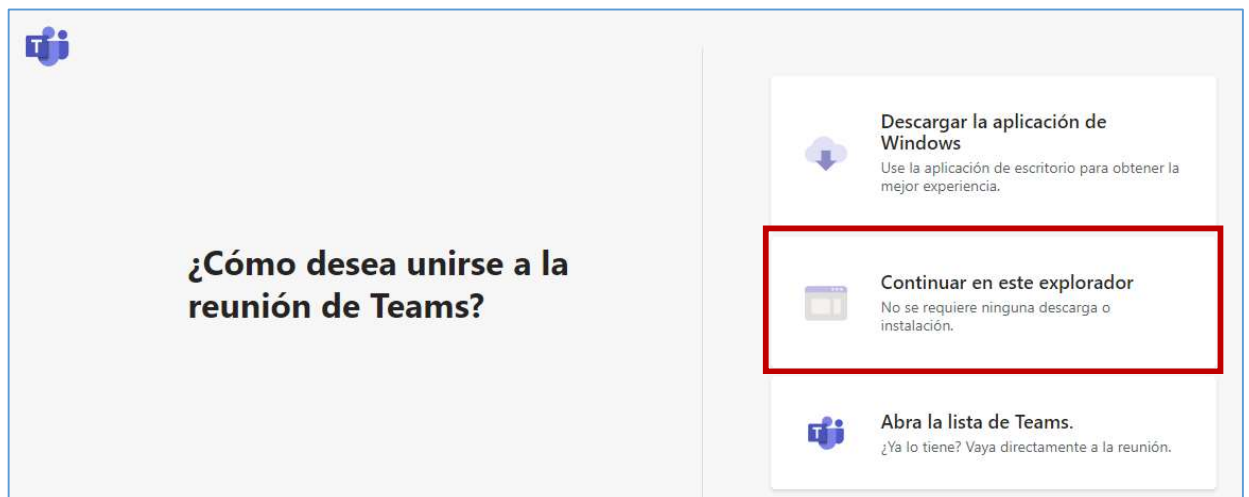 T
¿Cómo desea unirse a la
reunión de Teams?
Descargar la aplicación de
Windows
Use la aplicación de escritorio para obtener la
mejor experiencia.
Continuar en este explorador
No se requiere ninguna descarga o
instalación.
T
Abra la lista de Teams.
¿Ya lo tiene? Vaya directamente a la reunión.